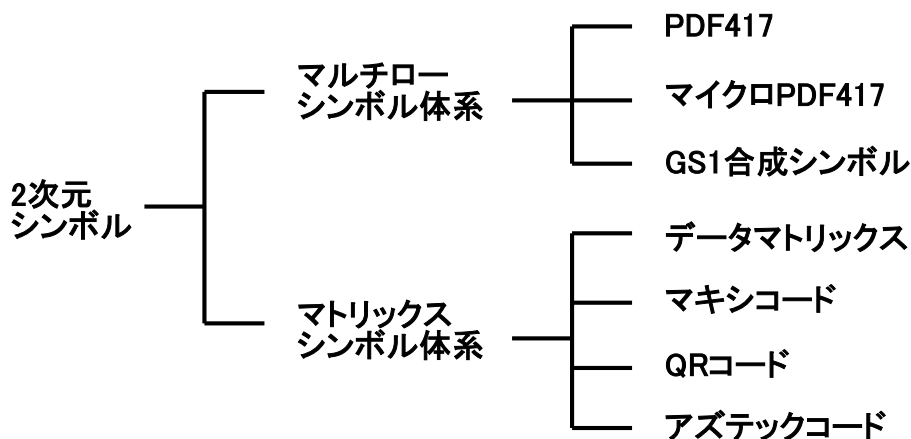 2次元
シンボル
マルチロー
シンボル体系
PDF417
マイクロPDF417
GS1合成シンボル
マトリックス
シンボル体系
データマトリックス
マキシコード
QRコード
アズテックコード